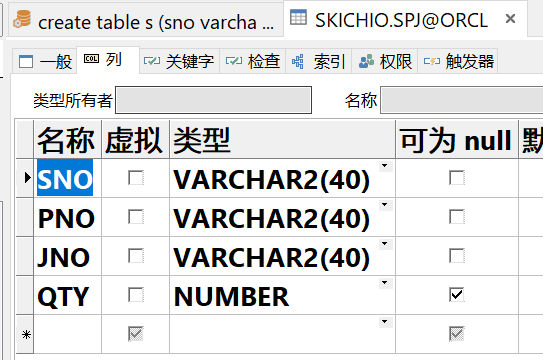 create table s (sno varcha ... SKICHIO.SPJ@ORCL
一般 COL 列 关键字 检查 索引 权限 触发器
类型所有者 名称
名称 虚拟 类型 可为 null
SNO VARCHAR2(40)
PNO VARCHAR2(40)
JNO VARCHAR2(40)
QTY NUMBER